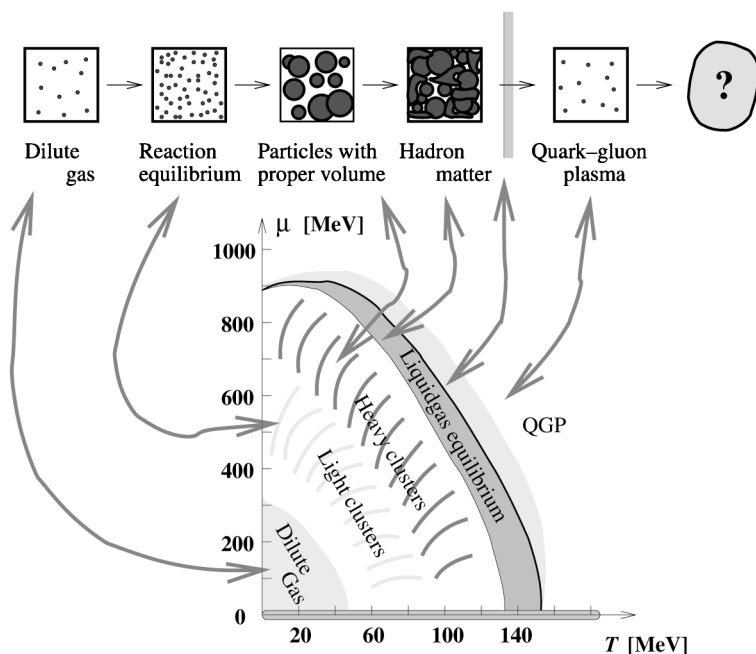 ?
Dilute
gas
Reaction
equilibrium
Particles with
proper volume
Hadron
matter
Quark–gluon
plasma
μ [MeV]
1000
800
600
400
200
0
Liquidgas equilibrium
Heavy clusters
Light clusters
Dilute
Gas
QGP
20
60
100
140
T [MeV]